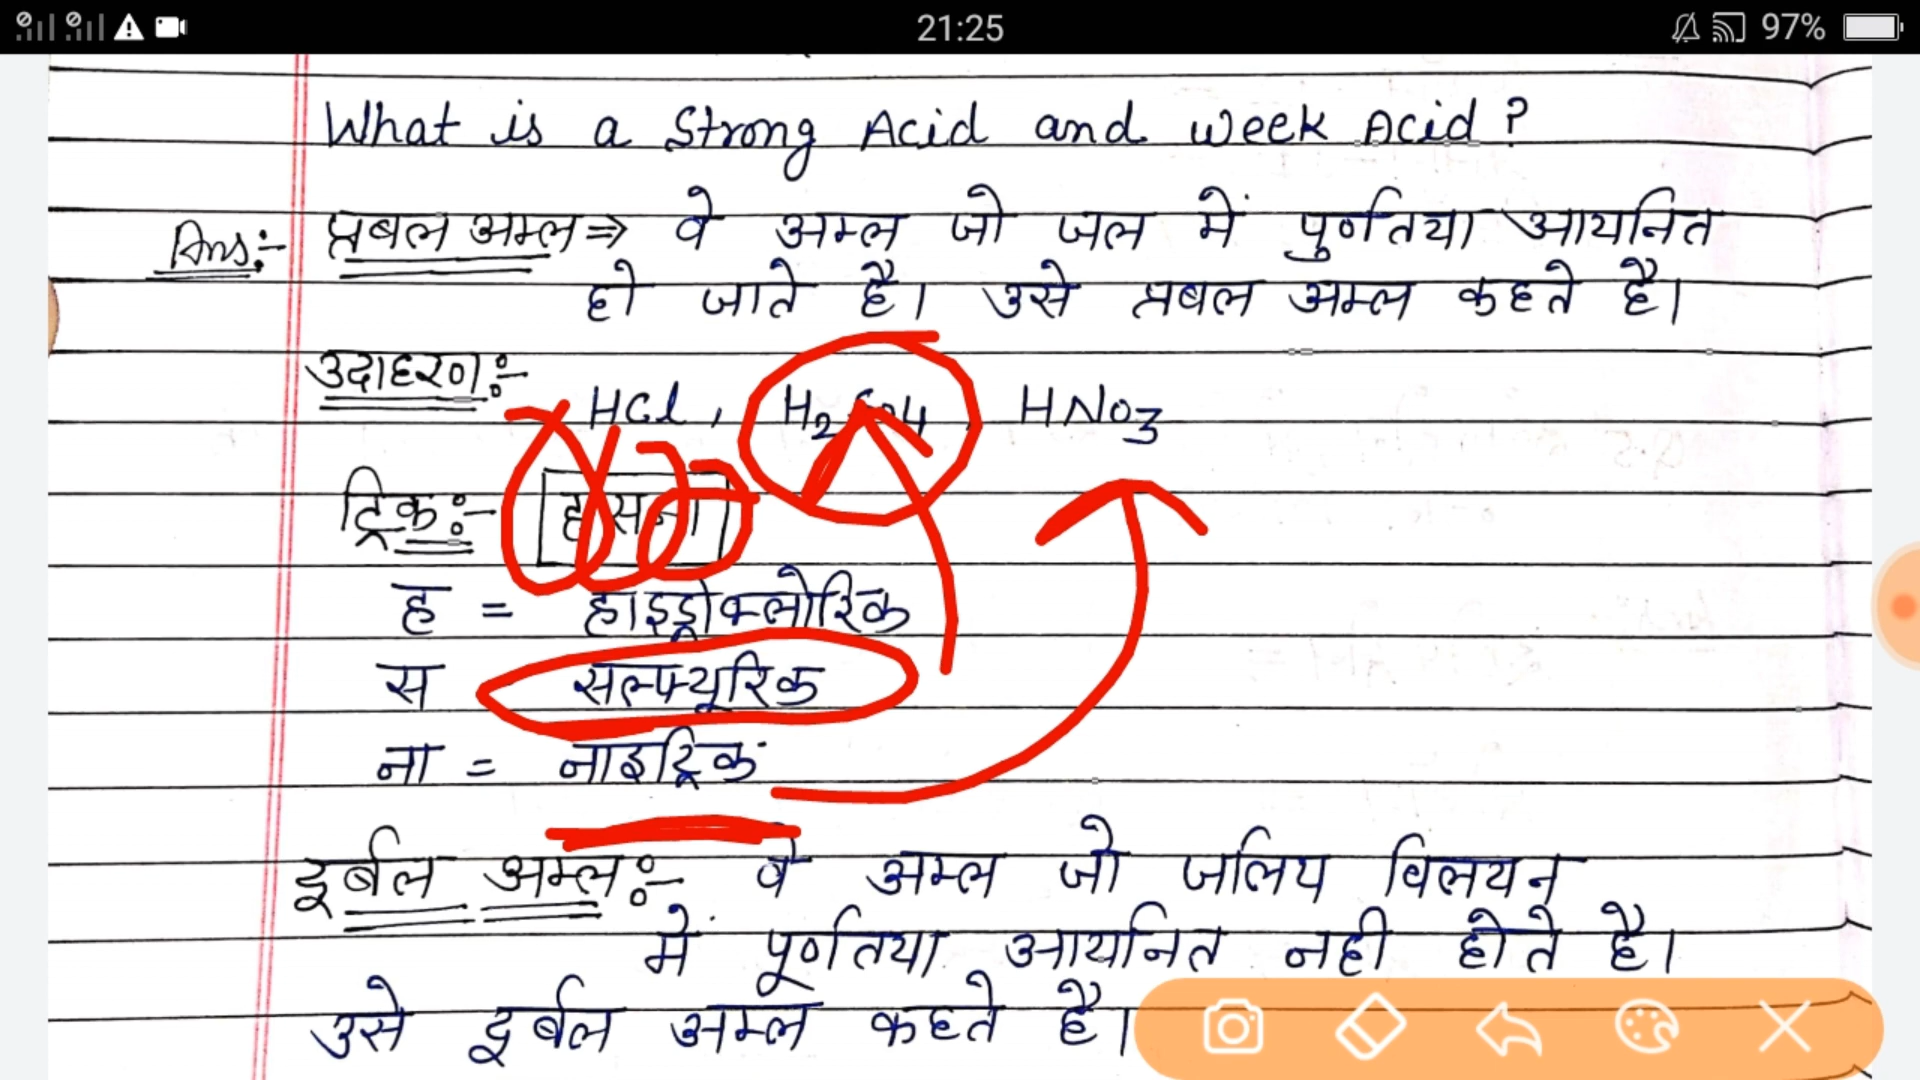 21:25 97%
What is a Strong Acid and week Acid?
Ans:- प्रबल अम्ल ⇒ वे अम्ल जो जल में पुर्णतिया आयनित
हो जाते है। उसे प्रबल अम्ल कहते है।
उदाहरण:-
HCl, H2SO4, HNO3
ट्रिक:- हसना
ह = हाइड्रोक्लोरिक
स सल्फ्यूरिक
ना = नाइट्रिक
दुर्बल अम्ल:- वे अम्ल जो जलिय विलयन
में पूर्णतिया आयनित नही होते है।
उसे दुर्बल अम्ल कहते है।